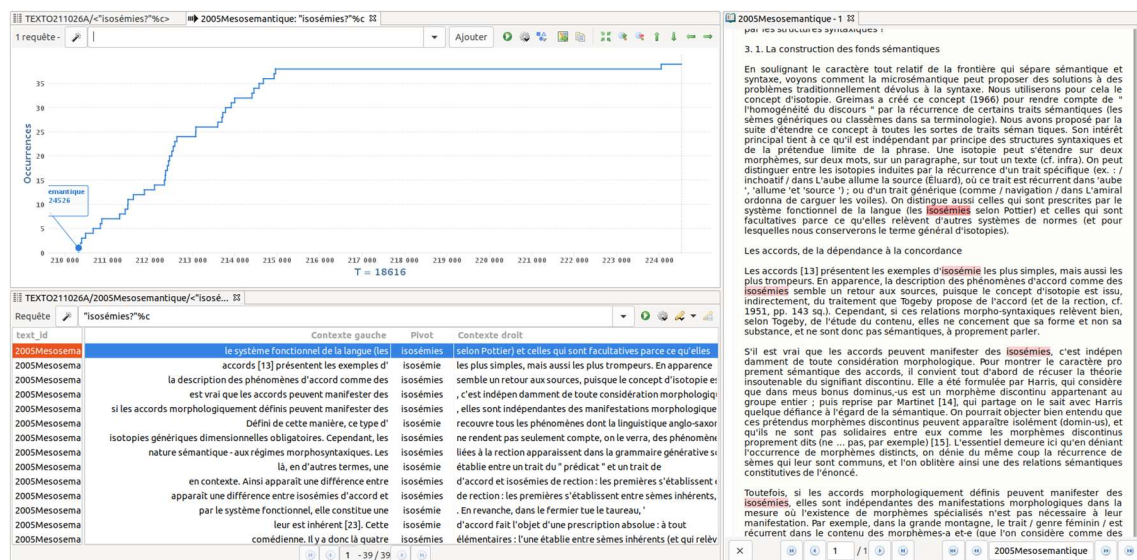 TEXTO211026A/<"isosémies?"%c>
2005Mesosemantique: "isosémies?"%c
1 requête -
Ajouter
35
30
25
20
15
10
5
0
Occurrences
emantique
24526
210 000 211 000 212 000 213 000 214 000 215 000 216 000 217 000 218 000 219 000 220 000 221 000 222 000 223 000 224 000
T = 18616
TEXTO211026A/2005Mesosemantique/<"isosé...
Requête "isosémies?"%c
text_id Contexte gauche Pivot Contexte droit
2005Mesosema le système fonctionnel de la langue (les isosémies selon Pottier) et celles qui sont facultatives parce qu'elles
2005Mesosema accords [13] présentent les exemples d' isosémie les plus simples, mais aussi les plus trompeurs. En apparence
2005Mesosema la description des phénomènes d'accord comme des isosémies semble un retour aux sources, puisque le concept d'isotopie es
2005Mesosema est vrai que les accords peuvent manifester des isosémies , c'est indépen damment de toute considération morphologiq
2005Mesosema si les accords morphologiquement définis peuvent manifester des isosémies , elles sont indépendantes des manifestations morphologique
2005Mesosema Défini de cette manière, ce type d' isosémie recouvre tous les phénomènes dont la linguistique anglo-saxon
2005Mesosema isotopies génériques dimensionnelles obligatoires. Cependant, les isosémies ne rendent pas seulement compte, on le verra, des phénomène
2005Mesosema nature sémantique - aux régimes morphosyntaxiques. Les isosémies liées à la rection apparaissent dans la grammaire générative so
2005Mesosema là, en d'autres termes, une isosémie établie entre un trait du " prédicat " et un trait de
2005Mesosema en contexte. Ainsi apparaît une différence entre isosémies d'accord et isosémies de rection : les premières s'établissent e
2005Mesosema apparaît une différence entre isosémies d'accord et isosémies de rection : les premières s'établissent entre sèmes inhérents,
2005Mesosema par le système fonctionnel, elle constitue une isosémie . En revanche, dans le fermier tue le taureau, '
2005Mesosema leur est inhérent [23]. Cette isosémie d'accord fait l'objet d'une prescription absolue : à tout
2005Mesosema comédienne. Il y a donc là quatre isosémies élémentaires : l'une établie entre sèmes inhérents (et qui relèv
1 - 39 / 39
2005Mesosemantique - 1
par les structures syntaxiques ?
3. 1. La construction des fonds sémantiques
En soulignant le caractère tout relatif de la frontière qui sépare sémantique et
syntaxe, voyons comment la microsémantique peut proposer des solutions à des
problèmes traditionnellement dévolus à la syntaxe. Nous utiliserons pour cela le
concept d'isotopie. Greimas a créé ce concept (1966) pour rendre compte de "
l'homogénéité du discours " par la récurrence de certains traits sémantiques (les
sèmes génériques ou classèmes dans sa terminologie). Nous avons proposé par la
suite d'étendre ce concept à toutes les sortes de traits séman tiques. Son intérêt
principal tient à ce qu'il est indépendant par principe des structures syntaxiques et
de la prétendue limite de la phrase. Une isotopie peut s'étendre sur deux
morphèmes, sur deux mots, sur un paragraphe, sur tout un texte (cf. infra). On peut
distinguer entre les isotopies induites par la récurrence d'un trait spécifique (ex. : /
inchoatif / dans L'aube allume la source (Éluard), où ce trait est récurrent dans 'aube
', 'allume 'et 'source ') ; ou d'un trait générique (comme / navigation / dans L'amiral
ordonna de carguer les voiles). On distingue aussi celles qui sont prescrites par le
système fonctionnel de la langue (les isosémies selon Pottier) et celles qui sont
facultatives parce qu'elles relèvent d'autres systèmes de normes (et pour
lesquelles nous conserverons le terme général d'isotopies).
Les accords, de la dépendance à la concordance
Les accords [13] présentent les exemples d'isosémie les plus simples, mais aussi les
plus trompeurs. En apparence, la description des phénomènes d'accord comme des
isosémies semble un retour aux sources, puisque le concept d'isotopie est issu,
indirectement, du traitement que Togeby propose de l'accord (et de la rection, cf.
1951, pp. 143 sq.). Cependant, si ces relations morpho-syntaxiques relèvent bien,
selon Togeby, de l'étude du contenu, elles ne concernent que sa forme et non sa
substance, et ne sont donc pas sémantiques, à proprement parler.
S'il est vrai que les accords peuvent manifester des isosémies, c'est indépen
damment de toute considération morphologique. Pour montrer le caractère pro
prement sémantique des accords, il convient tout d'abord de récuser la théorie
insoutenable du signifiant discontinu. Elle a été formulée par Harris, qui considère
que dans meus bonus dominus,-us est un morphème discontinu appartenant au
groupe entier ; puis reprise par Martinet [14], qui partage on le sait avec Harris
quelque défiance à l'égard de la sémantique. On pourrait objecter bien entendu que
ces prétendus morphèmes discontinus peuvent apparaître isolément (domin-us), et
qu'ils ne sont pas solidaires entre eux comme les morphèmes discontinus
proprement dits (ne ... pas, par exemple) [15]. L'essentiel demeure ici qu'en déniant
l'occurrence de morphèmes distincts, on dénie du même coup la récurrence de
sèmes qui leur sont communs, et l'on oblitère ainsi une des relations sémantiques
constitutives de l'énoncé.
Toutefois, si les accords morphologiquement définis peuvent manifester des
isosémies, elles sont indépendantes des manifestations morphologiques dans la
mesure où l'existence de morphèmes spécialisés n'est pas nécessaire à leur
manifestation. Par exemple, dans la grande montagne, le trait / genre féminin / est
récurrent dans le contenu des morphèmes-a et-e (que l'on considère comme des
1 / 1 2005Mesosemantique